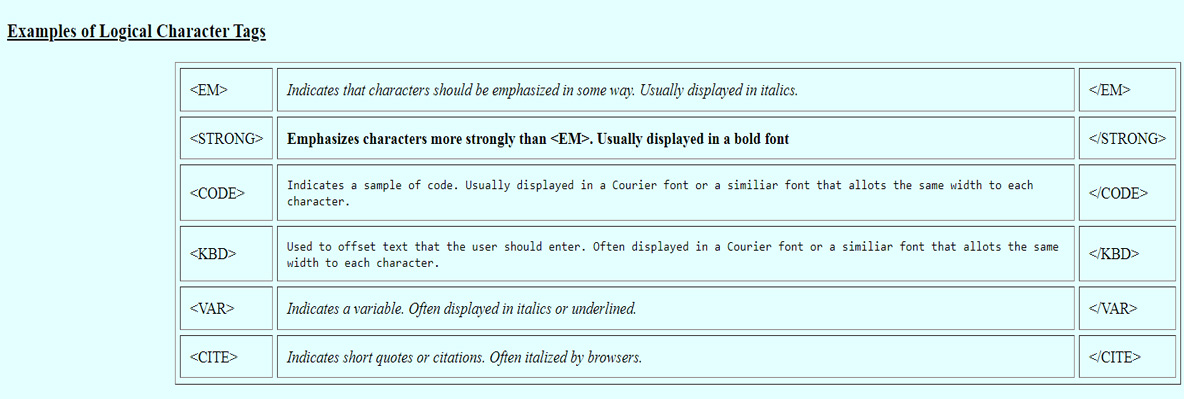 Examples of Logical Character Tags
<EM> Indicates that characters should be emphasized in some way. Usually displayed in italics. </EM>
<STRONG> Emphasizes characters more strongly than <EM>. Usually displayed in a bold font </STRONG>
<CODE> Indicates a sample of code. Usually displayed in a Courier font or a similiar font that allots the same width to each
character. </CODE>
<KBD> Used to offset text that the user should enter. Often displayed in a Courier font or a similiar font that allots the same
width to each character. </KBD>
<VAR> Indicates a variable. Often displayed in italics or underlined. </VAR>
<CITE> Indicates short quotes or citations. Often italized by browsers. </CITE>